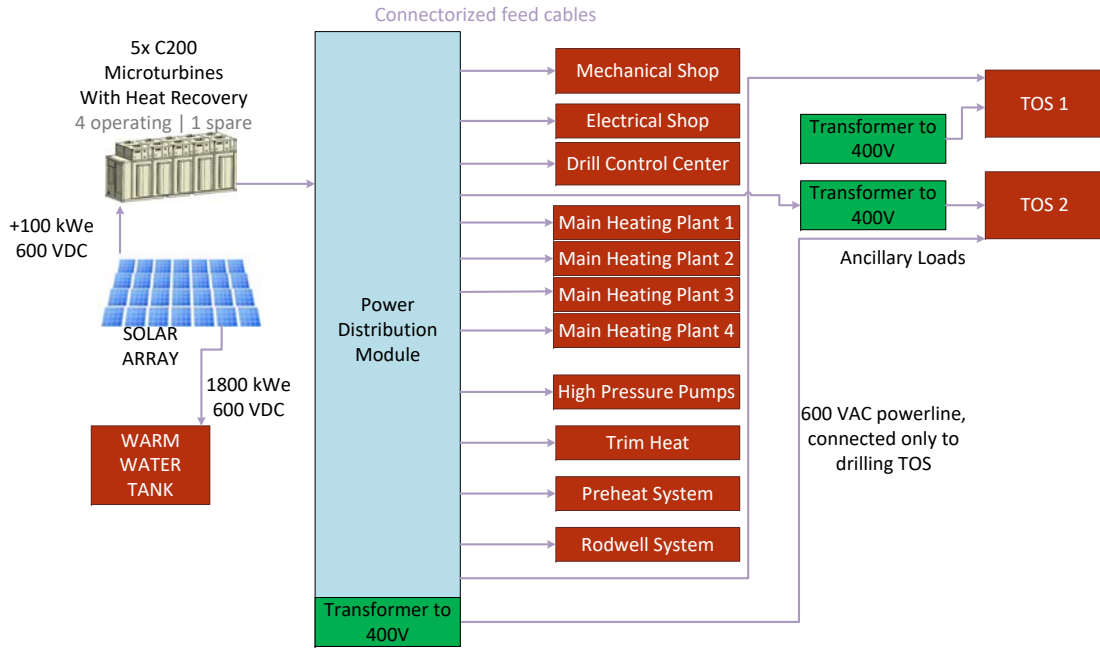 Connectorized feed cables
5x C200
Microturbines
With Heat Recovery
4 operating | 1 spare
+100 kWe
600 VDC
SOLAR
ARRAY
1800 kWe
600 VDC
WARM
WATER
TANK
Power
Distribution
Module
Transformer to
400V
Mechanical Shop
Electrical Shop
Drill Control Center
Main Heating Plant 1
Main Heating Plant 2
Main Heating Plant 3
Main Heating Plant 4
High Pressure Pumps
Trim Heat
Preheat System
Rodwell System
Transformer to
400V
Transformer to
400V
TOS 1
TOS 2
Ancillary Loads
600 VAC powerline,
connected only to
drilling TOS